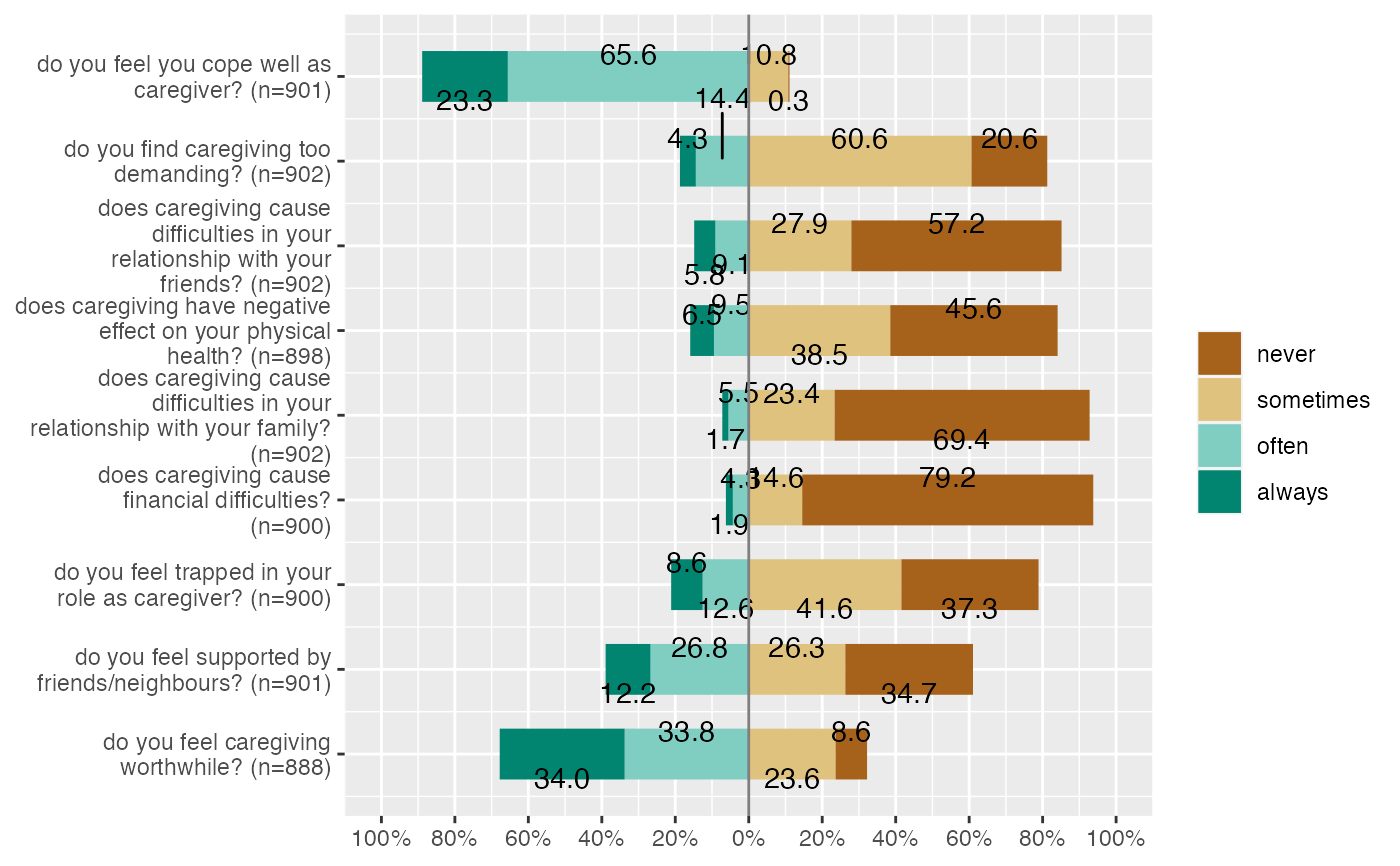 do you feel you cope well as
caregiver? (n=901)
65.6
10.8
23.3
0.3
do you find caregiving too
demanding? (n=902)
14.4
4.3
60.6
20.6
does caregiving cause
difficulties in your
relationship with your
friends? (n=902)
27.9
57.2
9.1
5.8
does caregiving have negative
effect on your physical
health? (n=898)
9.5
6.5
45.6
38.5
does caregiving cause
difficulties in your
relationship with your family?
(n=902)
5.5
23.4
1.7
69.4
does caregiving cause
financial difficulties?
(n=900)
4.3
14.6
79.2
1.9
do you feel trapped in your
role as caregiver? (n=900)
8.6
12.6
41.6
37.3
do you feel supported by
friends/neighbours? (n=901)
26.8
26.3
12.2
34.7
do you feel caregiving
worthwhile? (n=888)
33.8
8.6
34.0
23.6
100% 80% 60% 40% 20% 0% 20% 40% 60% 80% 100%
never
sometimes
often
always